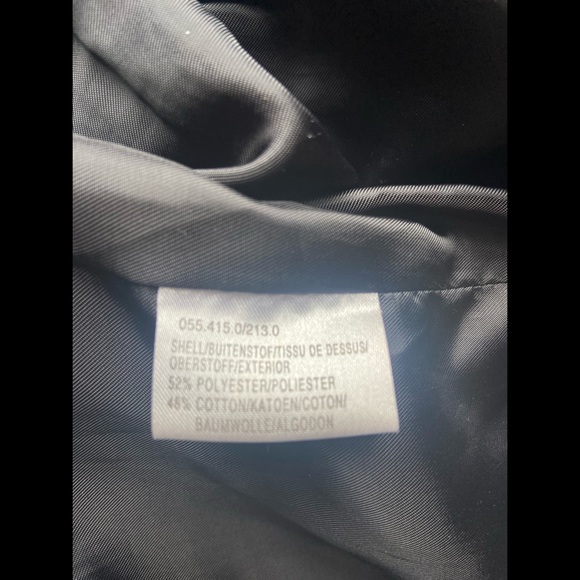 055.415.0/213.0
SHELL/BUITENSTOF/TISSU DE DESSUS/
OBERSTOFF/EXTERIOR
52% POLYESTER/POLIESTER
48% COTTON/KATOEN/COTON/
BAUMWOLLE/ALGODON